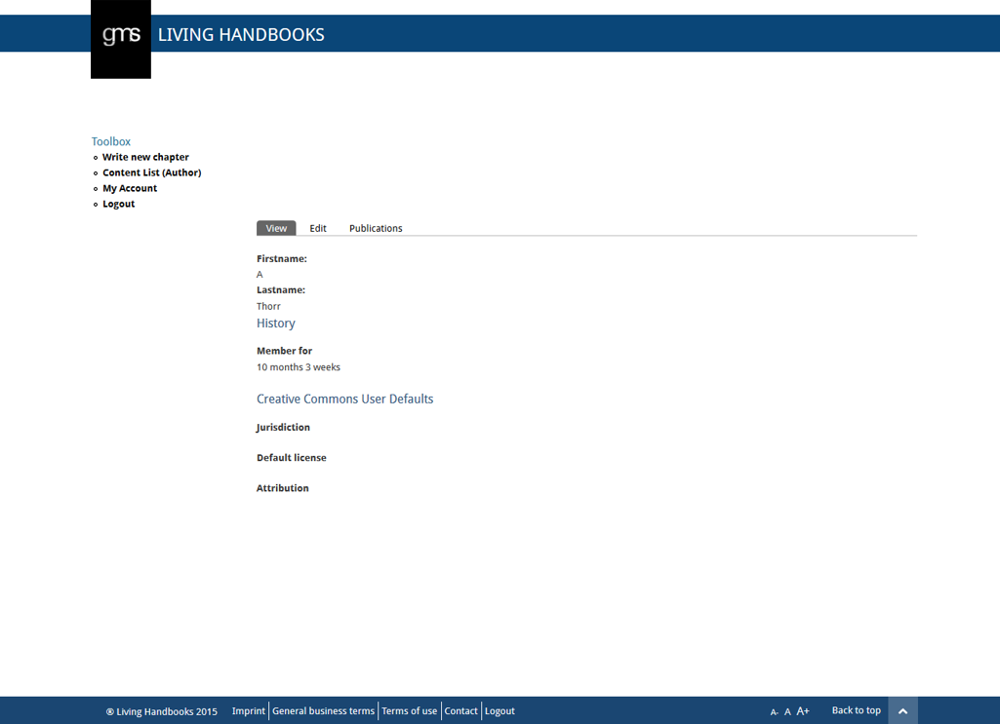 gms
LIVING HANDBOOKS
Toolbox
Write new chapter
Content List (Author)
My Account
Logout
View Edit Publications
Firstname:
A
Lastname:
Thorr
History
Member for
10 months 3 weeks
Creative Commons User Defaults
Jurisdiction
Default license
Attribution
® Living Handbooks 2015 Imprint General business terms Terms of use Contact Logout A- A A+ Back to top